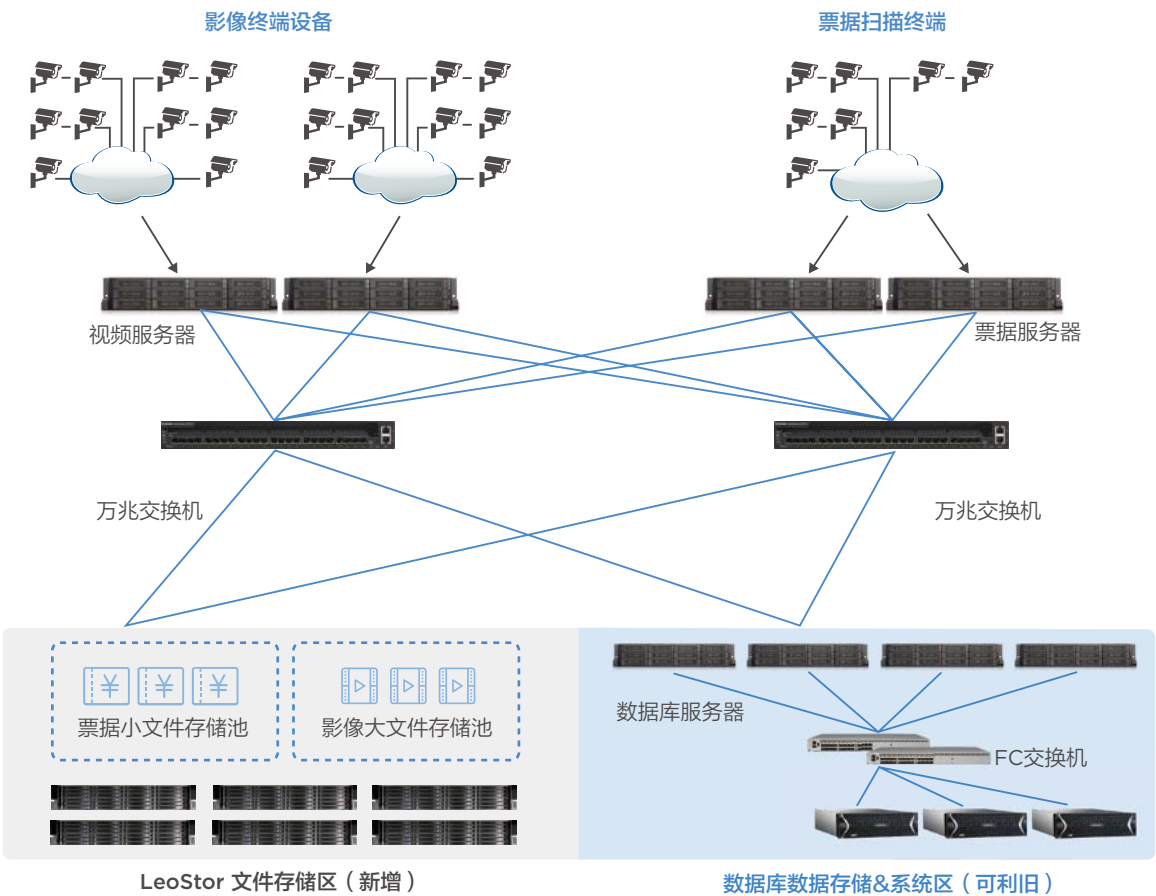 影像终端设备
票据扫描终端
视频服务器
票据服务器
万兆交换机
万兆交换机
¥ ¥ ¥
票据小文件存储池
影像大文件存储池
数据库服务器
FC交换机
LeoStor 文件存储区（新增）
数据库数据存储&系统区（可利旧）